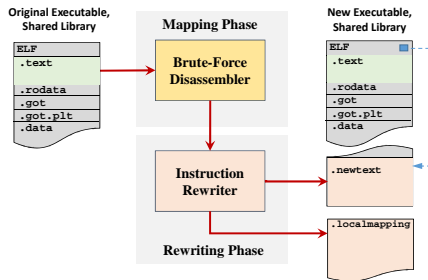 Original Executable,
Shared Library
ELF
.text
.rodata
.got
.got.plt
.data
Mapping Phase
Brute-Force
Disassembler
Instruction
Rewriter
Rewriting Phase
New Executable,
Shared Library
ELF
.text
.rodata
.got
.got.plt
.data
.newtext
.localmapping